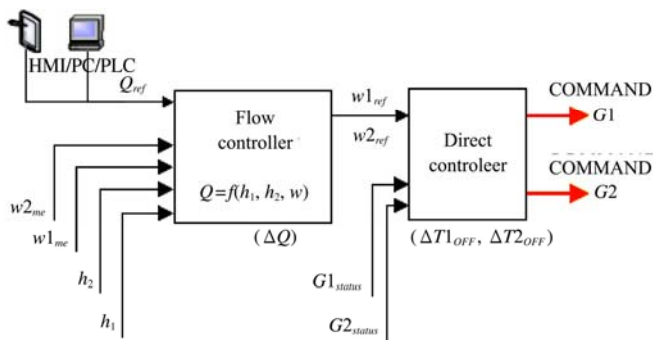 HMI/PC/PLC
Qref
Flow
controller
Q=f(h1, h2, w)
(ΔQ)
w2me
w1me
h2
h1
w1ref
w2ref
Direct
controleer
(ΔT1OFF, ΔT2OFF)
G1status
G2status
COMMAND
G1
COMMAND
G2